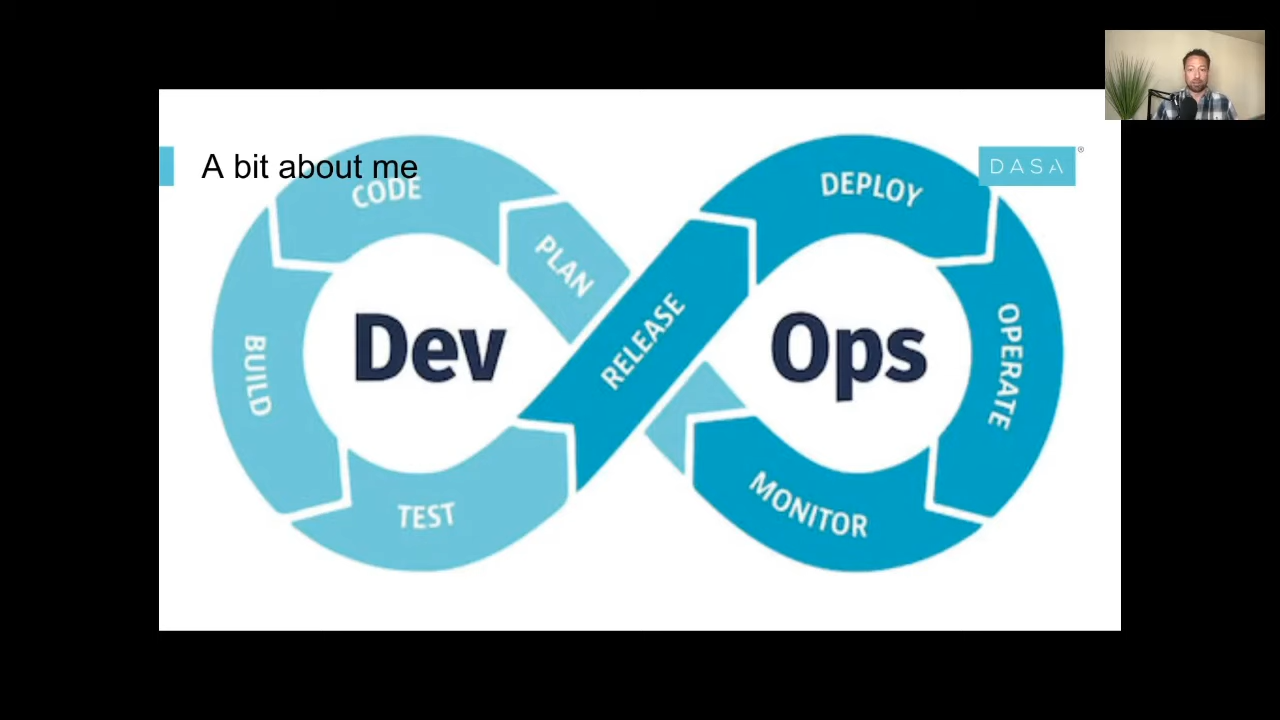 A bit about me
DASA
®
CODE
DEPLOY
PLAN
RELEASE
Dev
Ops
BUILD
OPERATE
TEST
MONITOR